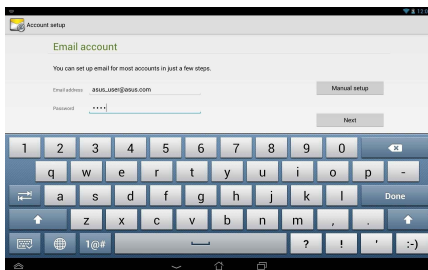 Account setup
Email account
You can set up email for most accounts in just a few steps.
Email address asus_user@asus.com Manual setup
Password ••••
Next
1 2 3 4 5 6 7 8 9 0
q w e r t y u i o p -
a s d f g h j k l Done
z x c v b n m , .
1@# ? ! ' :-)